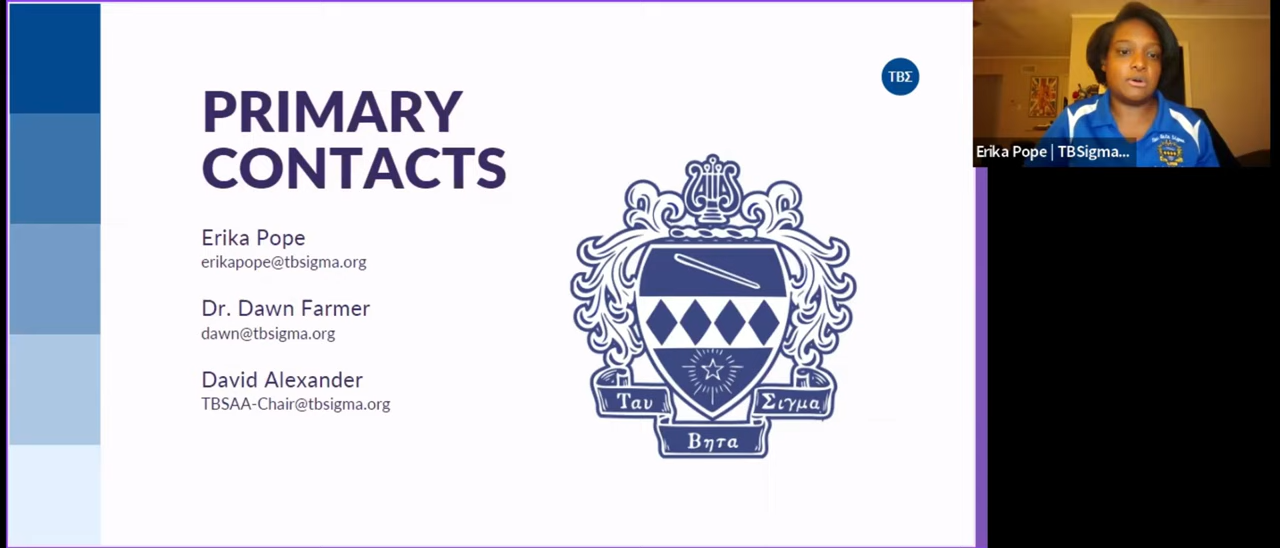 PRIMARY
CONTACTS
Erika Pope
erikapope@tbsigma.org
Dr. Dawn Farmer
dawn@tbsigma.org
David Alexander
TBSAA-Chair@tbsigma.org
ΤΒΣ
Ταυ
Βητα
Σιγμα
Erika Pope | TBSigma...